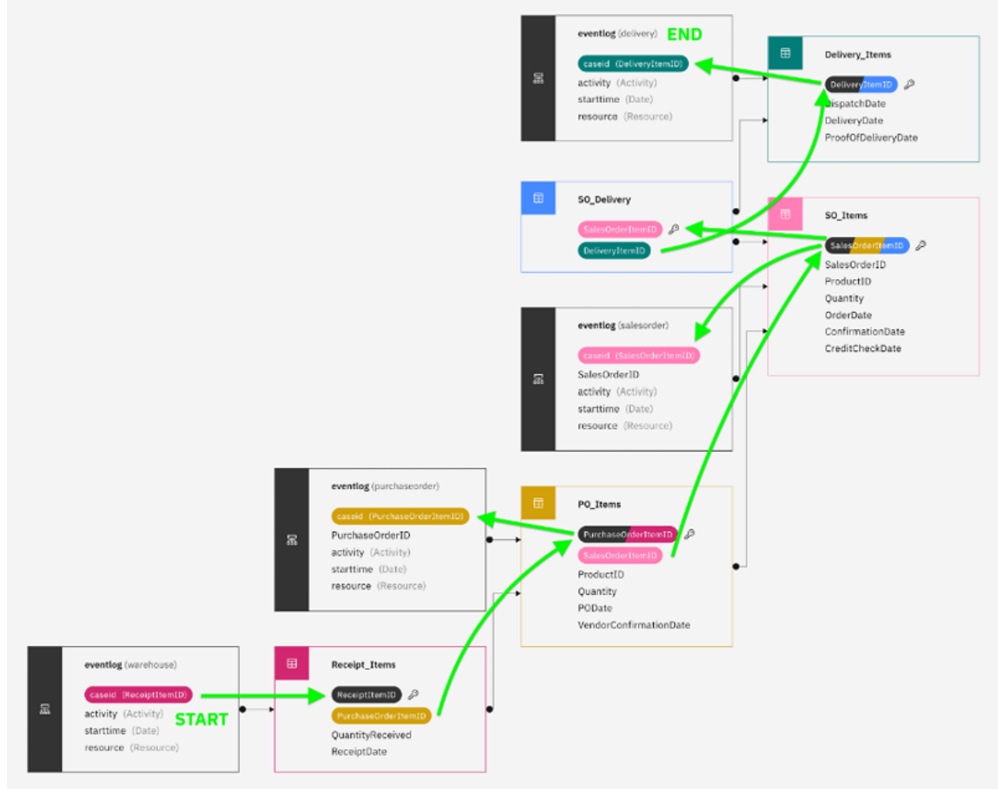 eventlog (delivery) END
caseid (DeliveryItemID)
activity (Activity)
starttime (Date)
resource (Resource)
Delivery_Items
DeliveryItemID
DispatchDate
DeliveryDate
ProofOfDeliveryDate
SO_Delivery
SalesOrderItemID
DeliveryItemID
SO_Items
SalesOrderItemID
SalesOrderID
ProductID
Quantity
OrderDate
ConfirmationDate
CreditCheckDate
eventlog (salesorder)
caseid (SalesOrderItemID)
SalesOrderID
activity (Activity)
starttime (Date)
resource (Resource)
eventlog (purchaseorder)
caseid (PurchaseOrderItemID)
PurchaseOrderID
activity (Activity)
starttime (Date)
resource (Resource)
PO_Items
PurchaseOrderItemID
SalesOrderItemID
ProductID
Quantity
PODate
VendorConfirmationDate
eventlog (warehouse)
caseid (ReceiptItemID)
activity (Activity) START
starttime (Date)
resource (Resource)
Receipt_Items
ReceiptItemID
PurchaseOrderItemID
QuantityReceived
ReceiptDate